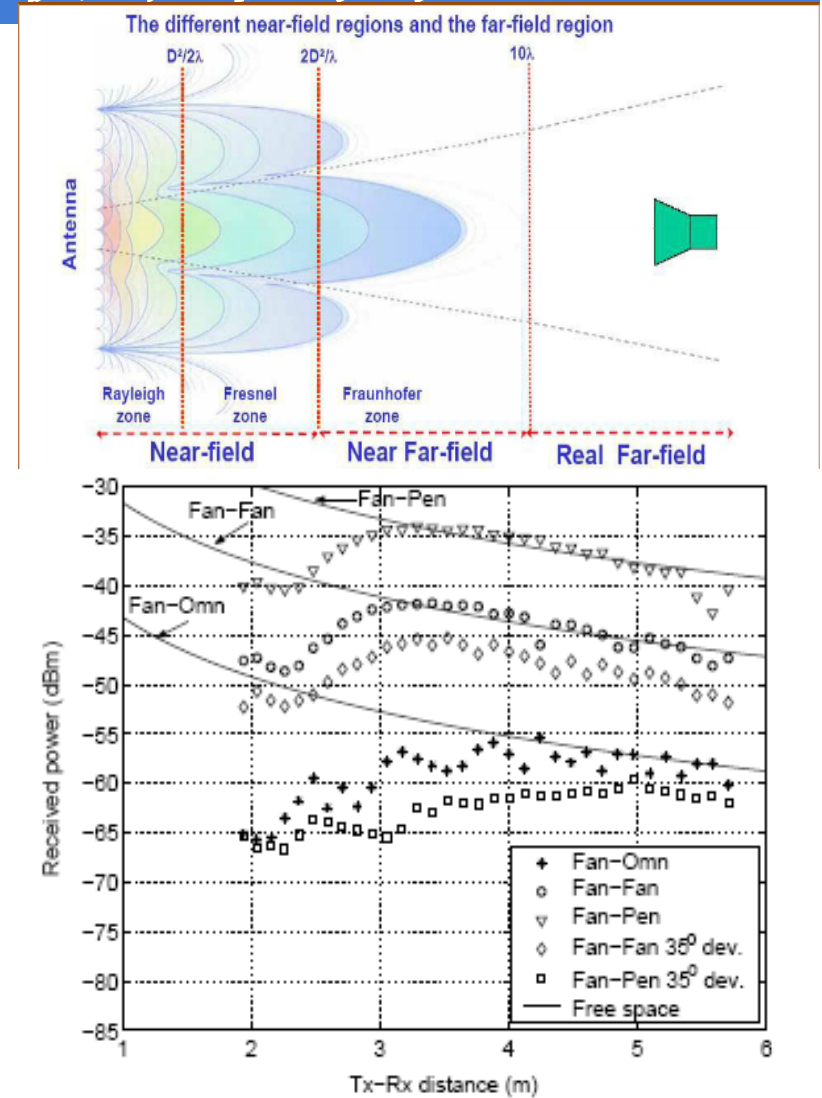 The different near-field regions and the far-field region
D²/2λ 2D²/λ 10λ
Antenna
Rayleigh zone
Fresnel zone
Fraunhofer zone
Near-field Near Far-field Real Far-field
−30
−35
−40
−45
−50
−55
−60
−65
−70
−75
−80
−85
Received power (dBm)
Fan−Pen
Fan−Fan
Fan−Omn
Fan−Omn
Fan−Fan
Fan−Pen
Fan−Fan 35⁰ dev.
Fan−Pen 35⁰ dev.
Free space
1 2 3 4 5 6
Tx−Rx distance (m)